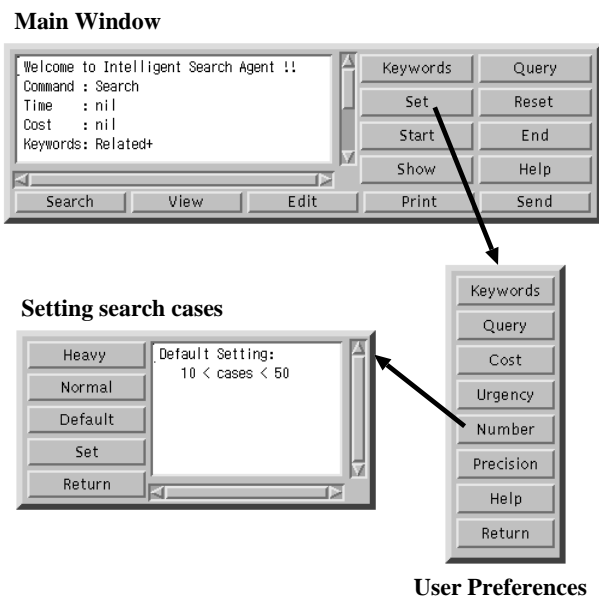 Main Window
Welcome to Intelligent Search Agent !!
Command : Search
Time : nil
Cost : nil
Keywords: Related+
Keywords Query
Set Reset
Start End
Show Help
Search View Edit Print Send
Setting search cases
Heavy
Normal
Default
Set
Return
Default Setting:
10 < cases < 50
Keywords
Query
Cost
Urgency
Number
Precision
Help
Return
User Preferences